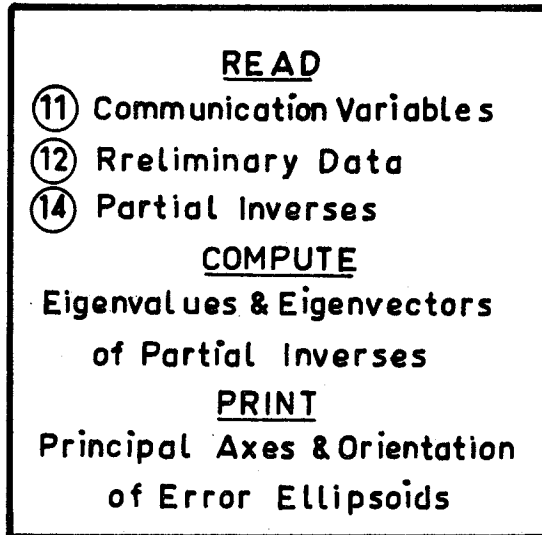 READ
11 Communication Variables
12 Rreliminary Data
14 Partial Inverses
COMPUTE
Eigenvalues & Eigenvectors
of Partial Inverses
PRINT
Principal Axes & Orientation
of Error Ellipsoids